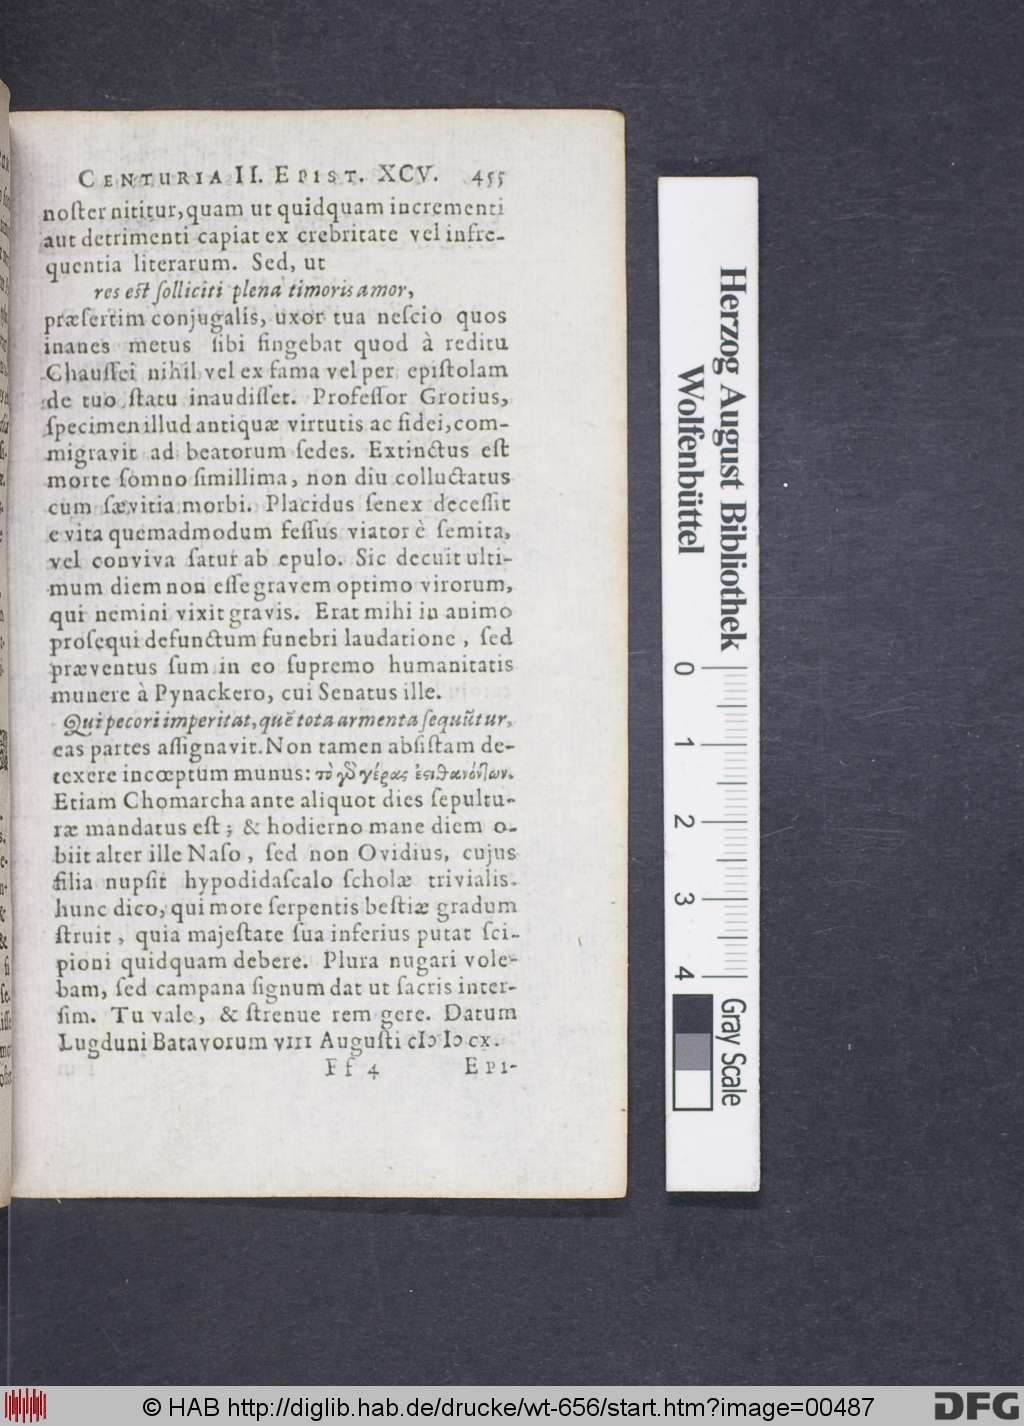 CENTURIA II. EPIST. XCV. 455
noſter nititur, quam ut quidquam incrementi
aut detrimenti capiat ex crebritate vel infre-
quentia literarum. Sed, ut
res eſt ſolliciti plena timoris amor,
præſertim conjugalis, uxor tua neſcio quos
inanes metus ſibi fingebat quod à reditu
Chauſſei nihil vel ex fama vel per epiſtolam
de tuo ſtatu inaudiſſet. Profeſſor Grotius,
ſpecimen illud antiquæ virtutis ac fidei, com-
migravit ad beatorum ſedes. Extinctus eſt
morte ſomno ſimillima, non diu colluctatus
cum ſævitia morbi. Placidus ſenex deceſſit
e vita quemadmodum feſſus viator è ſemita,
vel conviva ſatur ab epulo. Sic decuit ulti-
mum diem non eſſe gravem optimo virorum,
qui nemini vixit gravis. Erat mihi in animo
proſequi defunctum funebri laudatione, ſed
præventus ſum in eo ſupremo humanitatis
munere à Pynackero, cui Senatus ille.
Qui pecori imperitat, quẽ tota armenta ſequũtur,
eas partes aſſignavit. Non tamen abſiſtam de-
texere incœptum munus: τὸ γδ γέρας ἐςι θανόντων.
Etiam Chomarcha ante aliquot dies ſepultu-
ræ mandatus eſt; & hodierno mane diem o-
biit alter ille Naſo, ſed non Ovidius, cujus
filia nupſit hypodidaſcalo ſcholæ trivialis.
hunc dico, qui more ſerpentis beſtiæ gradum
ſtruit, quia majeſtate ſua inferius putat ſci-
pioni quidquam debere. Plura nugari vole-
bam, ſed campana ſignum dat ut ſacris inter-
ſim. Tu vale, & ſtrenue rem gere. Datum
Lugduni Batavorum VIII Auguſti cIↄ Iↄ cx.
Ff 4 EPI-
Herzog August Bibliothek
Wolfenbüttel
0 1 2 3 4
Gray Scale
© HAB http://diglib.hab.de/drucke/wt-656/start.htm?image=00487
DFG